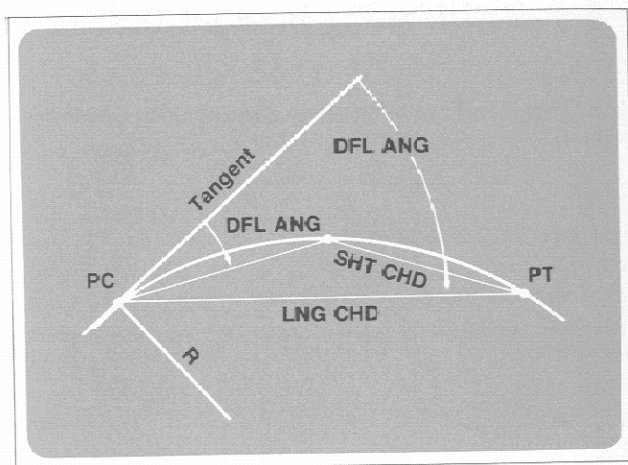 DFL ANG
Tangent
DFL ANG
PC
SHT CHD
PT
LNG CHD
R